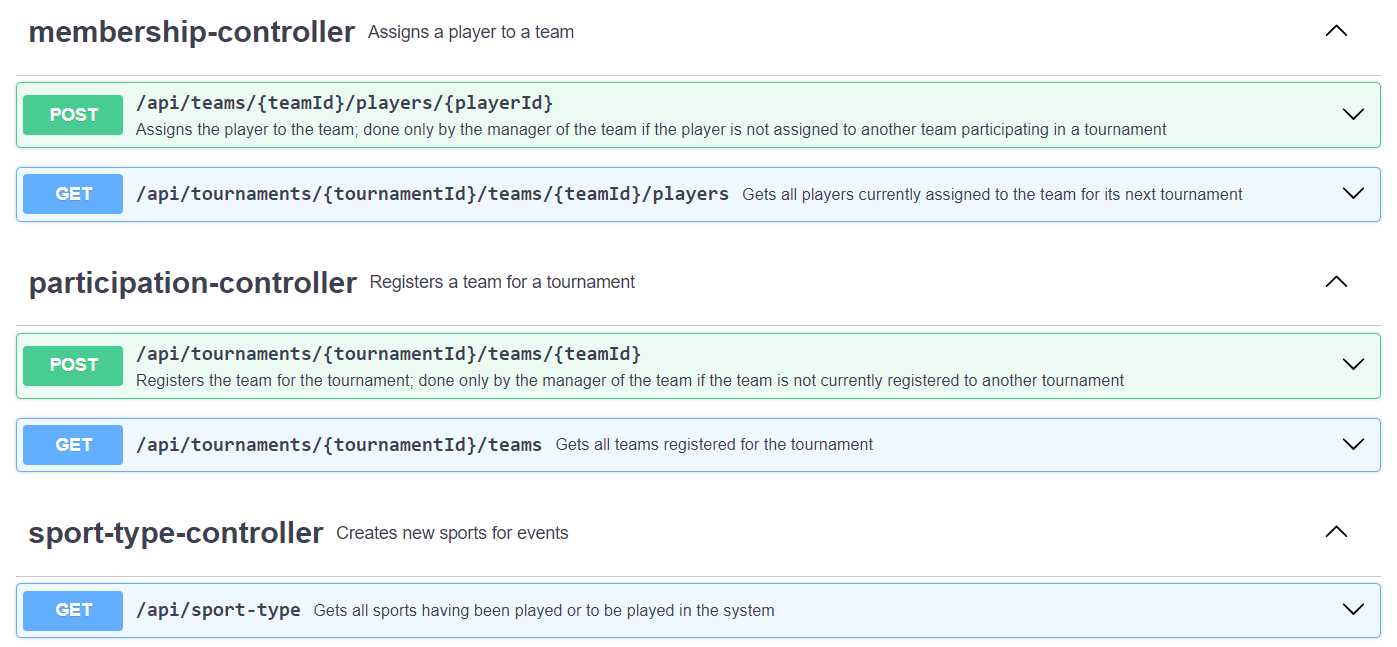 membership-controller Assigns a player to a team
POST /api/teams/{teamId}/players/{playerId}
Assigns the player to the team; done only by the manager of the team if the player is not assigned to another team participating in a tournament
GET /api/tournaments/{tournamentId}/teams/{teamId}/players Gets all players currently assigned to the team for its next tournament
participation-controller Registers a team for a tournament
POST /api/tournaments/{tournamentId}/teams/{teamId}
Registers the team for the tournament; done only by the manager of the team if the team is not currently registered to another tournament
GET /api/tournaments/{tournamentId}/teams Gets all teams registered for the tournament
sport-type-controller Creates new sports for events
GET /api/sport-type Gets all sports having been played or to be played in the system